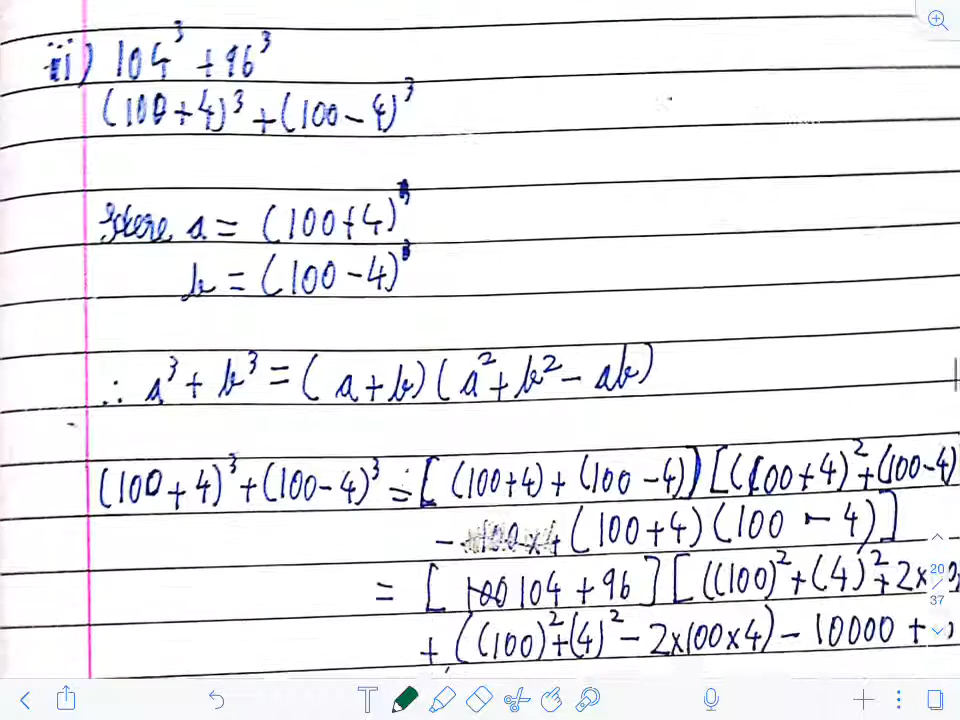 iii) 104³ + 96³
(100+4)³ + (100-4)³
Here a = (100+4)
b = (100-4)
∴ a³ + b³ = (a+b)(a²+b²-ab)
(100+4)³ + (100-4)³ = [(100+4)+(100-4)] [((100+4)²+(100-4)
- (100+4)(100-4)]
= [104+96] [((100)²+(4)²+2×
+ ((100)²+(4)²-2×100×4) - 10000 +
20
37
T